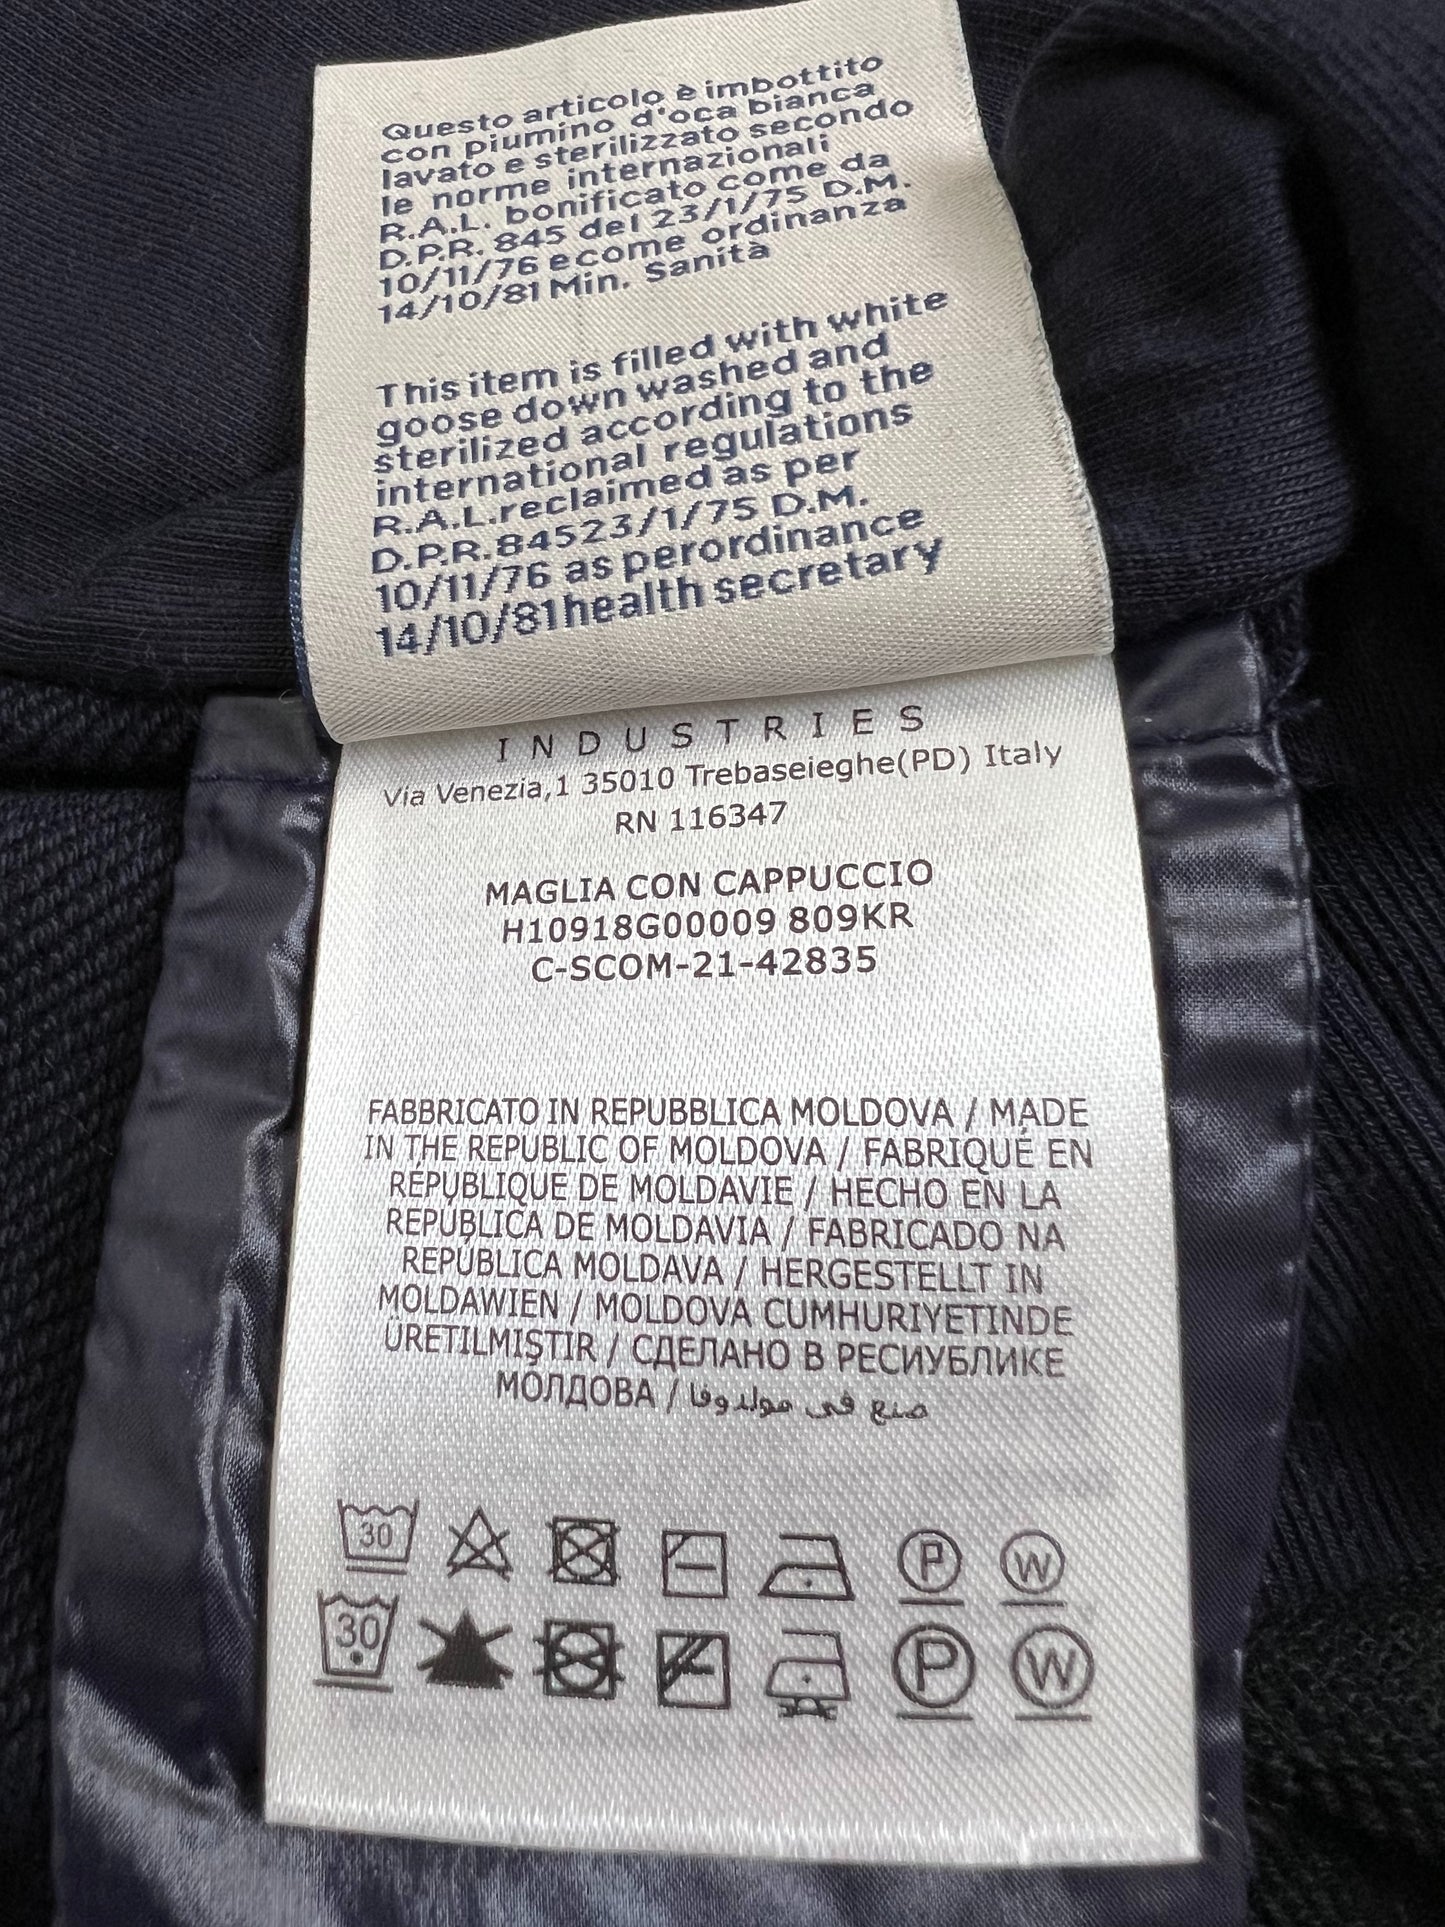 Questo articolo è imbottito
con piumino d'oca bianca
lavato e sterilizzato secondo
le norme internazionali
R.A.L. bonificato come da
D.P.R. 845 del 23/1/75 D.M.
10/11/76 ecome ordinanza
14/10/81 Min. Sanità
This item is filled with white
goose down washed and
sterilized according to the
international regulations
R.A.L.reclaimed as per
D.P.R.84523/1/75 D.M.
10/11/76 as perordinance
14/10/81health secretary
INDUSTRIES
Via Venezia,1 35010 Trebaseieghe(PD) Italy
RN 116347
MAGLIA CON CAPPUCCIO
H10918G00009 809KR
C-SCOM-21-42835
FABBRICATO IN REPUBBLICA MOLDOVA / MADE
IN THE REPUBLIC OF MOLDOVA / FABRIQUÉ EN
RÉPUBLIQUE DE MOLDAVIE / HECHO EN LA
REPÚBLICA DE MOLDAVIA / FABRICADO NA
REPÚBLICA MOLDAVA / HERGESTELLT IN
MOLDAWIEN / MOLDOVA CUMHURIYETINDE
ÜRETILMIŞTIR / СДЕЛАНО В РЕСИУБЛИКЕ
МОЛДОВА / صنع في مولدوفا
30 P W
30 P W